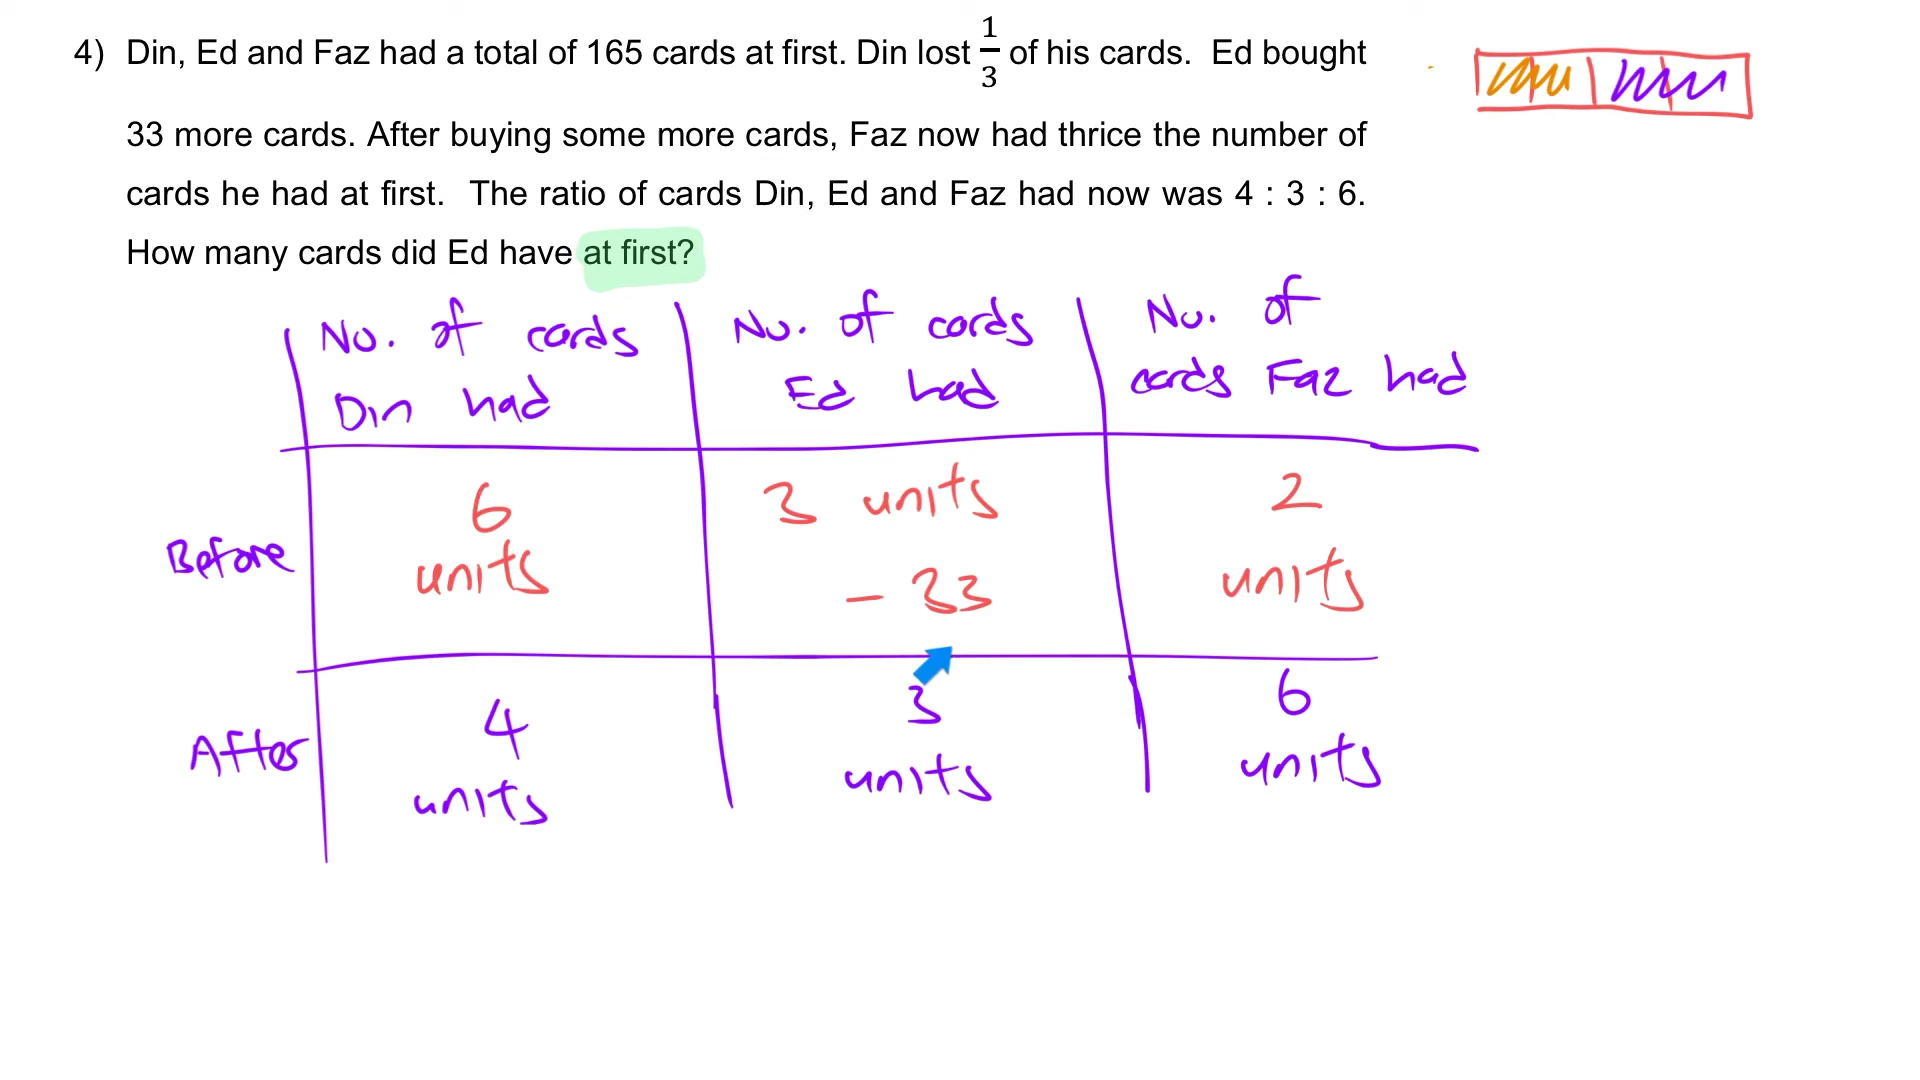 4) Din, Ed and Faz had a total of 165 cards at first. Din lost 1/3 of his cards. Ed bought
33 more cards. After buying some more cards, Faz now had thrice the number of
cards he had at first. The ratio of cards Din, Ed and Faz had now was 4 : 3 : 6.
How many cards did Ed have at first?
No. of cards Din had
No. of cards Ed had
No. of cards Faz had
Before
6 units
3 units - 33
2 units
After
4 units
3 units
6 units